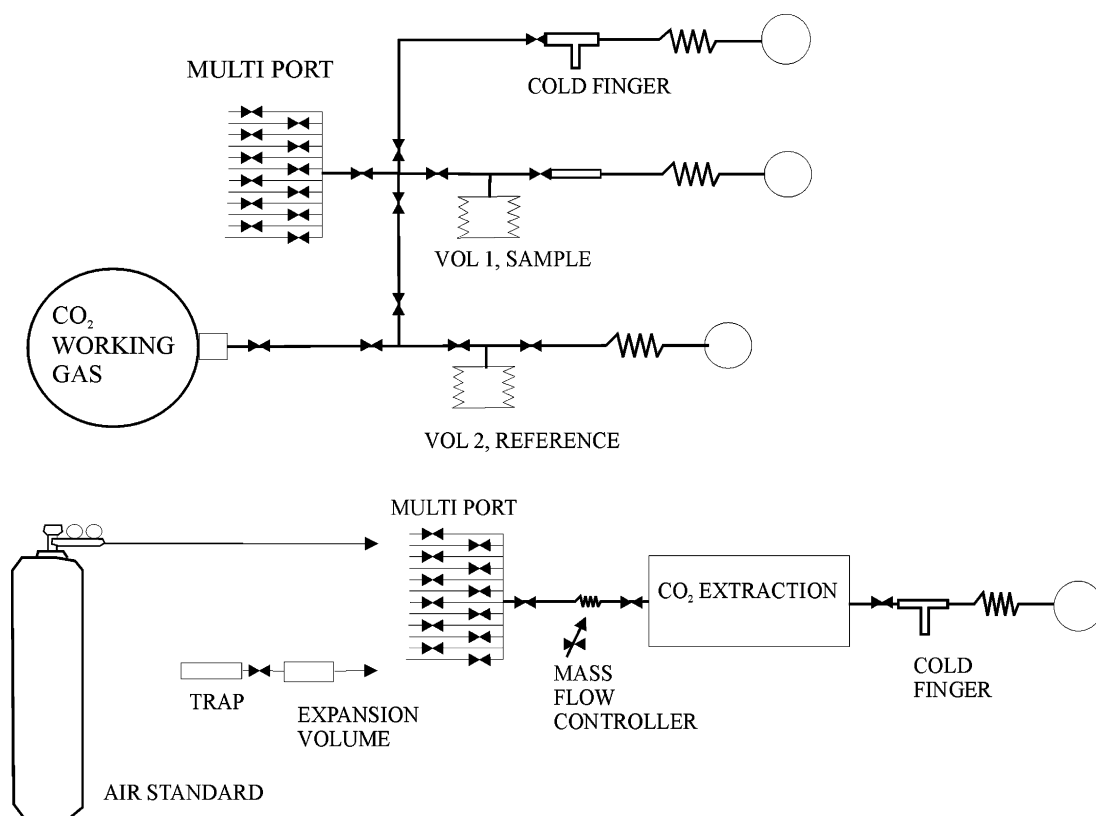 COLD FINGER
MULTI PORT
VOL 1, SAMPLE
CO₂
WORKING
GAS
VOL 2, REFERENCE
MULTI PORT
CO₂ EXTRACTION
TRAP
EXPANSION
VOLUME
MASS
FLOW
CONTROLLER
COLD
FINGER
AIR STANDARD